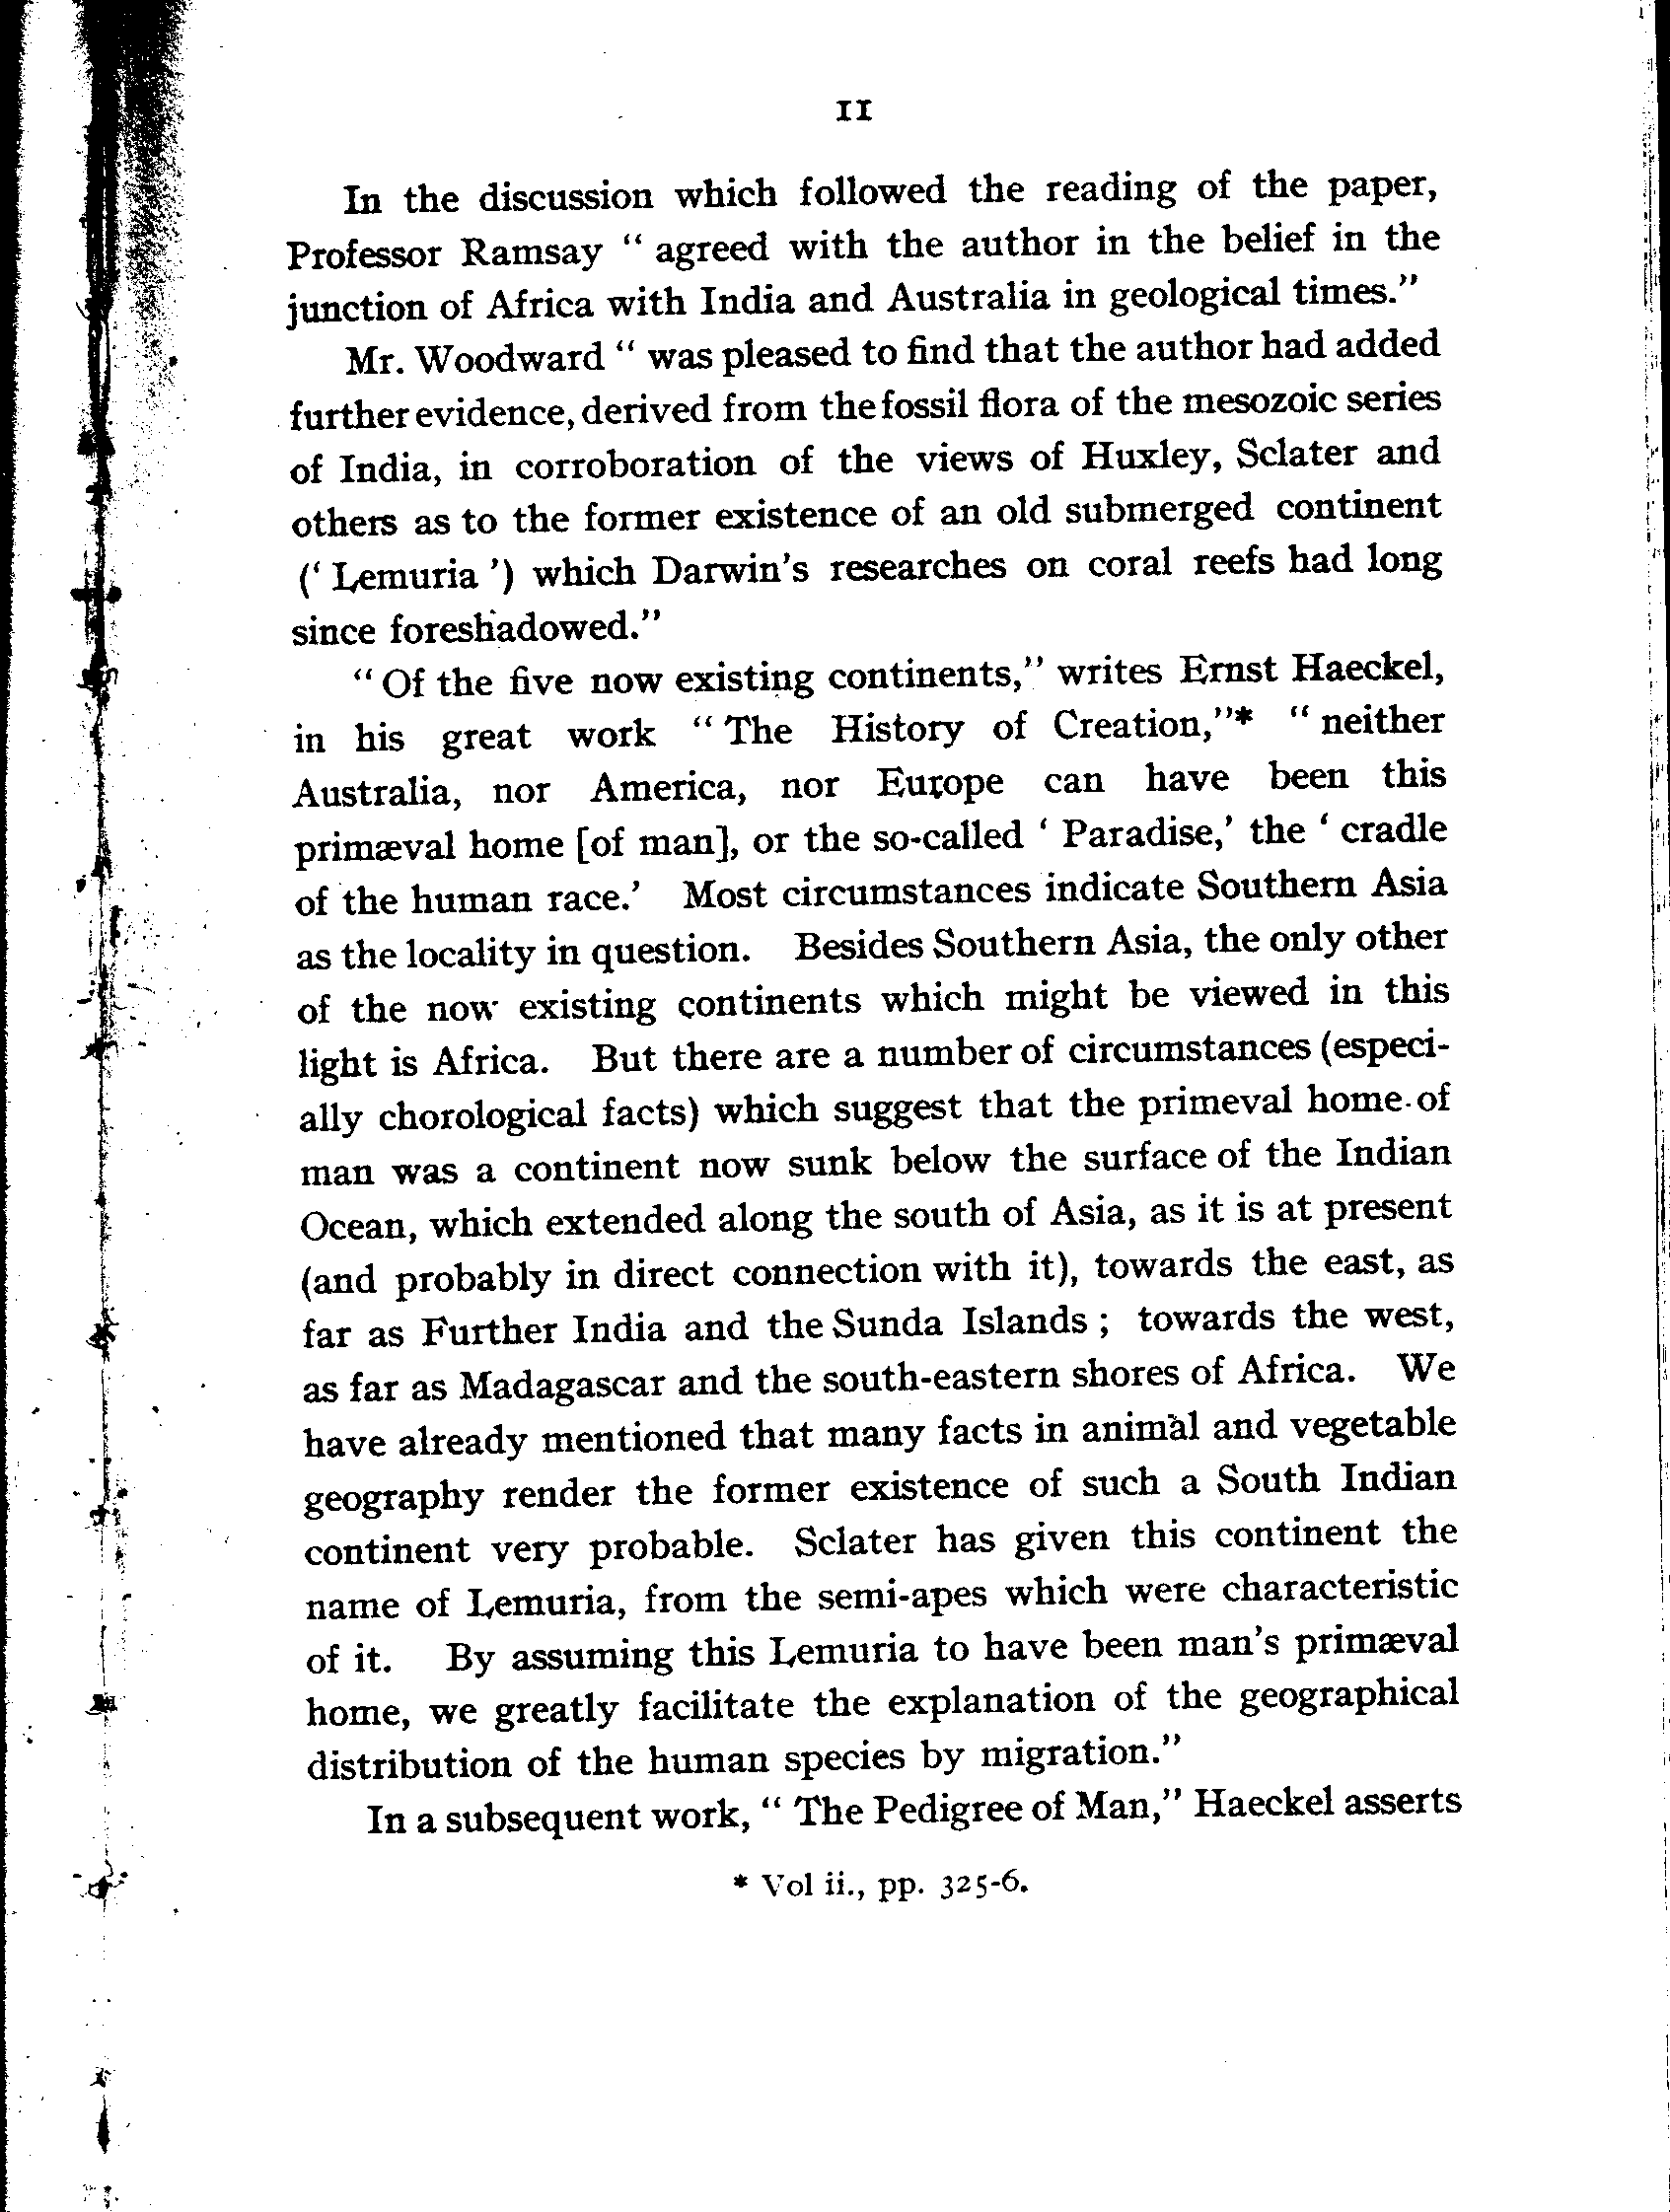 11
In the discussion which followed the reading of the paper,
Professor Ramsay “ agreed with the author in the belief in the
junction of Africa with India and Australia in geological times.”
Mr. Woodward “ was pleased to find that the author had added
further evidence, derived from the fossil flora of the mesozoic series
of India, in corroboration of the views of Huxley, Sclater and
others as to the former existence of an old submerged continent
(‘ Lemuria ’) which Darwin’s researches on coral reefs had long
since foreshadowed.”
“ Of the five now existing continents,” writes Ernst Haeckel,
in his great work “ The History of Creation,”* “ neither
Australia, nor America, nor Europe can have been this
primæval home [of man], or the so-called ‘ Paradise,’ the ‘ cradle
of the human race.’ Most circumstances indicate Southern Asia
as the locality in question. Besides Southern Asia, the only other
of the now existing continents which might be viewed in this
light is Africa. But there are a number of circumstances (especi-
ally chorological facts) which suggest that the primeval home of
man was a continent now sunk below the surface of the Indian
Ocean, which extended along the south of Asia, as it is at present
(and probably in direct connection with it), towards the east, as
far as Further India and the Sunda Islands ; towards the west,
as far as Madagascar and the south-eastern shores of Africa. We
have already mentioned that many facts in animal and vegetable
geography render the former existence of such a South Indian
continent very probable. Sclater has given this continent the
name of Lemuria, from the semi-apes which were characteristic
of it. By assuming this Lemuria to have been man’s primæval
home, we greatly facilitate the explanation of the geographical
distribution of the human species by migration.”
In a subsequent work, “ The Pedigree of Man,” Haeckel asserts
* Vol ii., pp. 325-6.